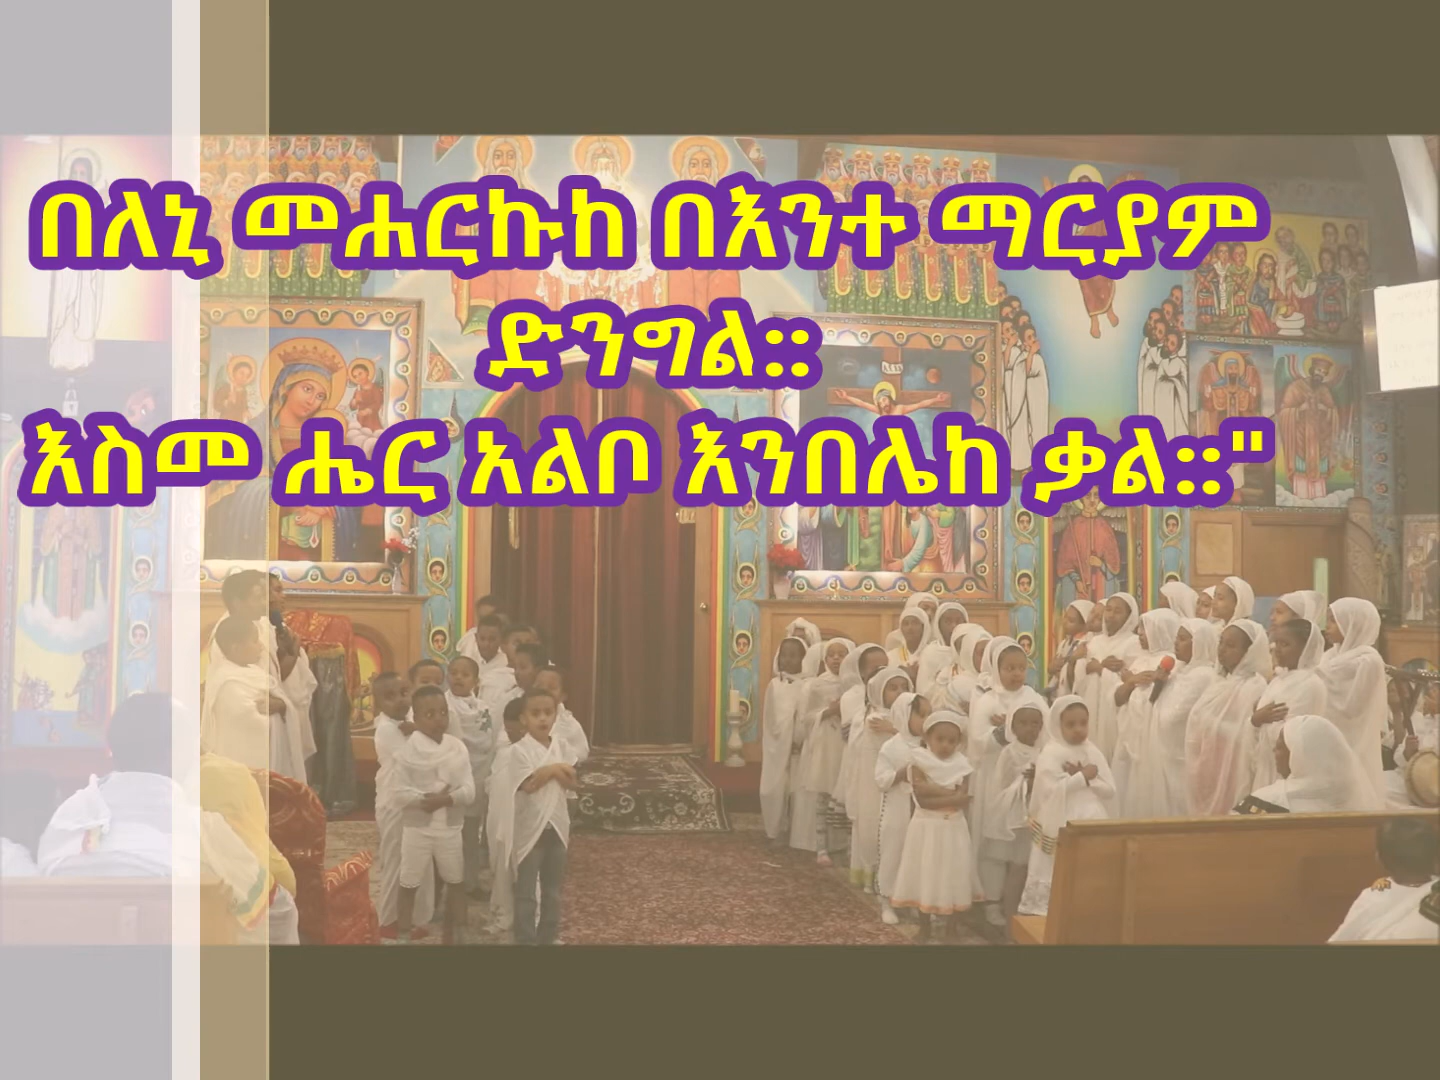 በለኒ መሐርኩከ በእንተ ማርያም
ድንግል፡፡
እስመ ሔር አልቦ እንበሌከ ቃል፡፡"